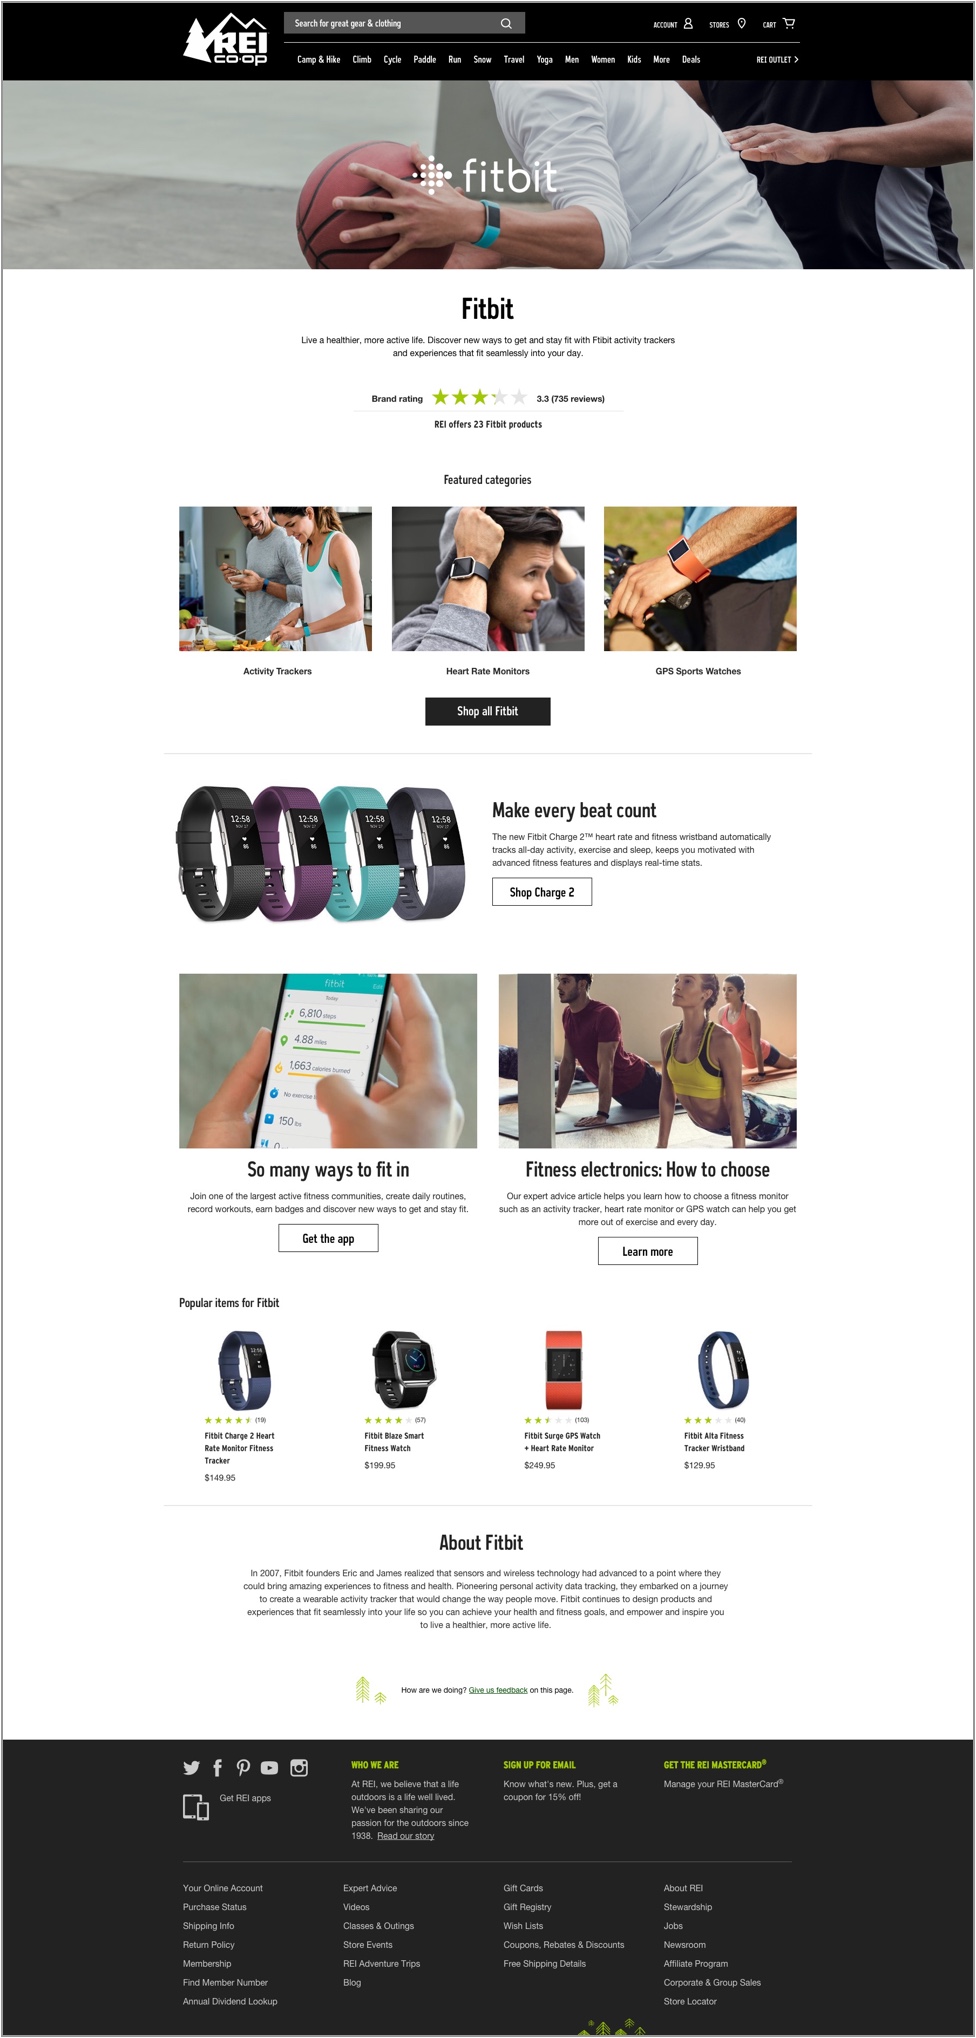 REI
CO·OP
Search for great gear & clothing
ACCOUNT
STORES
CART
Camp & Hike Climb Cycle Paddle Run Snow Travel Yoga Men Women Kids More Deals
REI OUTLET
fitbit
Fitbit
Live a healthier, more active life. Discover new ways to get and stay fit with Ftibit activity trackers
and experiences that fit seamlessly into your day.
Brand rating 3.3 (735 reviews)
REI offers 23 Fitbit products
Featured categories
Activity Trackers
Heart Rate Monitors
GPS Sports Watches
Shop all Fitbit
12:58
NOV 17
86
12:58
NOV 17
86
12:58
NOV 17
86
12:58
NOV 17
86
Make every beat count
The new Fitbit Charge 2™ heart rate and fitness wristband automatically
tracks all-day activity, exercise and sleep, keeps you motivated with
advanced fitness features and displays real-time stats.
Shop Charge 2
fitbit
Edit
Today
6,810 steps
4.88 miles
1,663 calories burned
No exercise
150 lbs
So many ways to fit in
Join one of the largest active fitness communities, create daily routines,
record workouts, earn badges and discover new ways to get and stay fit.
Get the app
Fitness electronics: How to choose
Our expert advice article helps you learn how to choose a fitness monitor
such as an activity tracker, heart rate monitor or GPS watch can help you get
more out of exercise and every day.
Learn more
Popular items for Fitbit
12:58
(19)
Fitbit Charge 2 Heart
Rate Monitor Fitness
Tracker
$149.95
(57)
Fitbit Blaze Smart
Fitness Watch
$199.95
(103)
Fitbit Surge GPS Watch
+ Heart Rate Monitor
$249.95
(40)
Fitbit Alta Fitness
Tracker Wristband
$129.95
About Fitbit
In 2007, Fitbit founders Eric and James realized that sensors and wireless technology had advanced to a point where they
could bring amazing experiences to fitness and health. Pioneering personal activity data tracking, they embarked on a journey
to create a wearable activity tracker that would change the way people move. Fitbit continues to design products and
experiences that fit seamlessly into your life so you can achieve your health and fitness goals, and empower and inspire you
to live a healthier, more active life.
How are we doing? Give us feedback on this page.
Get REI apps
WHO WE ARE
At REI, we believe that a life
outdoors is a life well lived.
We've been sharing our
passion for the outdoors since
1938. Read our story
SIGN UP FOR EMAIL
Know what's new. Plus, get a
coupon for 15% off!
GET THE REI MASTERCARD®
Manage your REI MasterCard®
Your Online Account
Purchase Status
Shipping Info
Return Policy
Membership
Find Member Number
Annual Dividend Lookup
Expert Advice
Videos
Classes & Outings
Store Events
REI Adventure Trips
Blog
Gift Cards
Gift Registry
Wish Lists
Coupons, Rebates & Discounts
Free Shipping Details
About REI
Stewardship
Jobs
Newsroom
Affiliate Program
Corporate & Group Sales
Store Locator